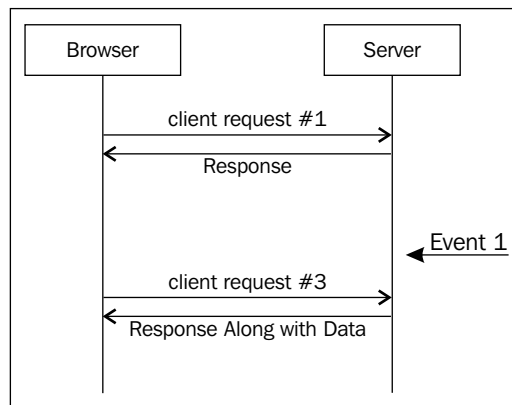 Browser
Server
client request #1
Response
Event 1
client request #3
Response Along with Data